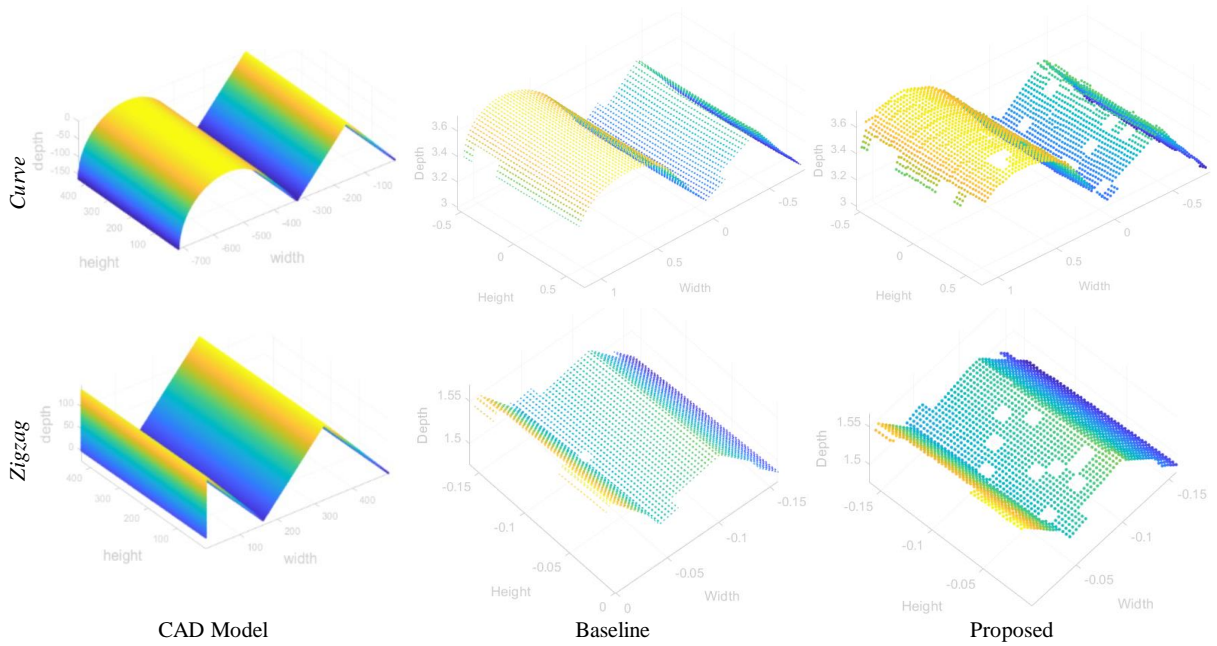 Curve
depth
0
-50
-100
-150
400
300
200
100
height
-700
-600
-500
-400
-300
-200
-100
width
Depth
3.6
3.4
3.2
3
-0.5
0
0.5
Height
1
0.5
0
-0.5
Width
Depth
3.6
3.4
3.2
3
-0.5
0
0.5
Height
1
0.5
0
-0.5
Width
Zigzag
depth
100
50
0
400
300
200
100
height
100
200
300
400
width
Depth
1.55
1.5
-0.15
-0.1
-0.05
0
Height
0
-0.05
-0.1
-0.15
Width
Depth
1.55
1.5
-0.15
-0.1
-0.05
Height
-0.05
-0.1
-0.15
Width
CAD Model
Baseline
Proposed